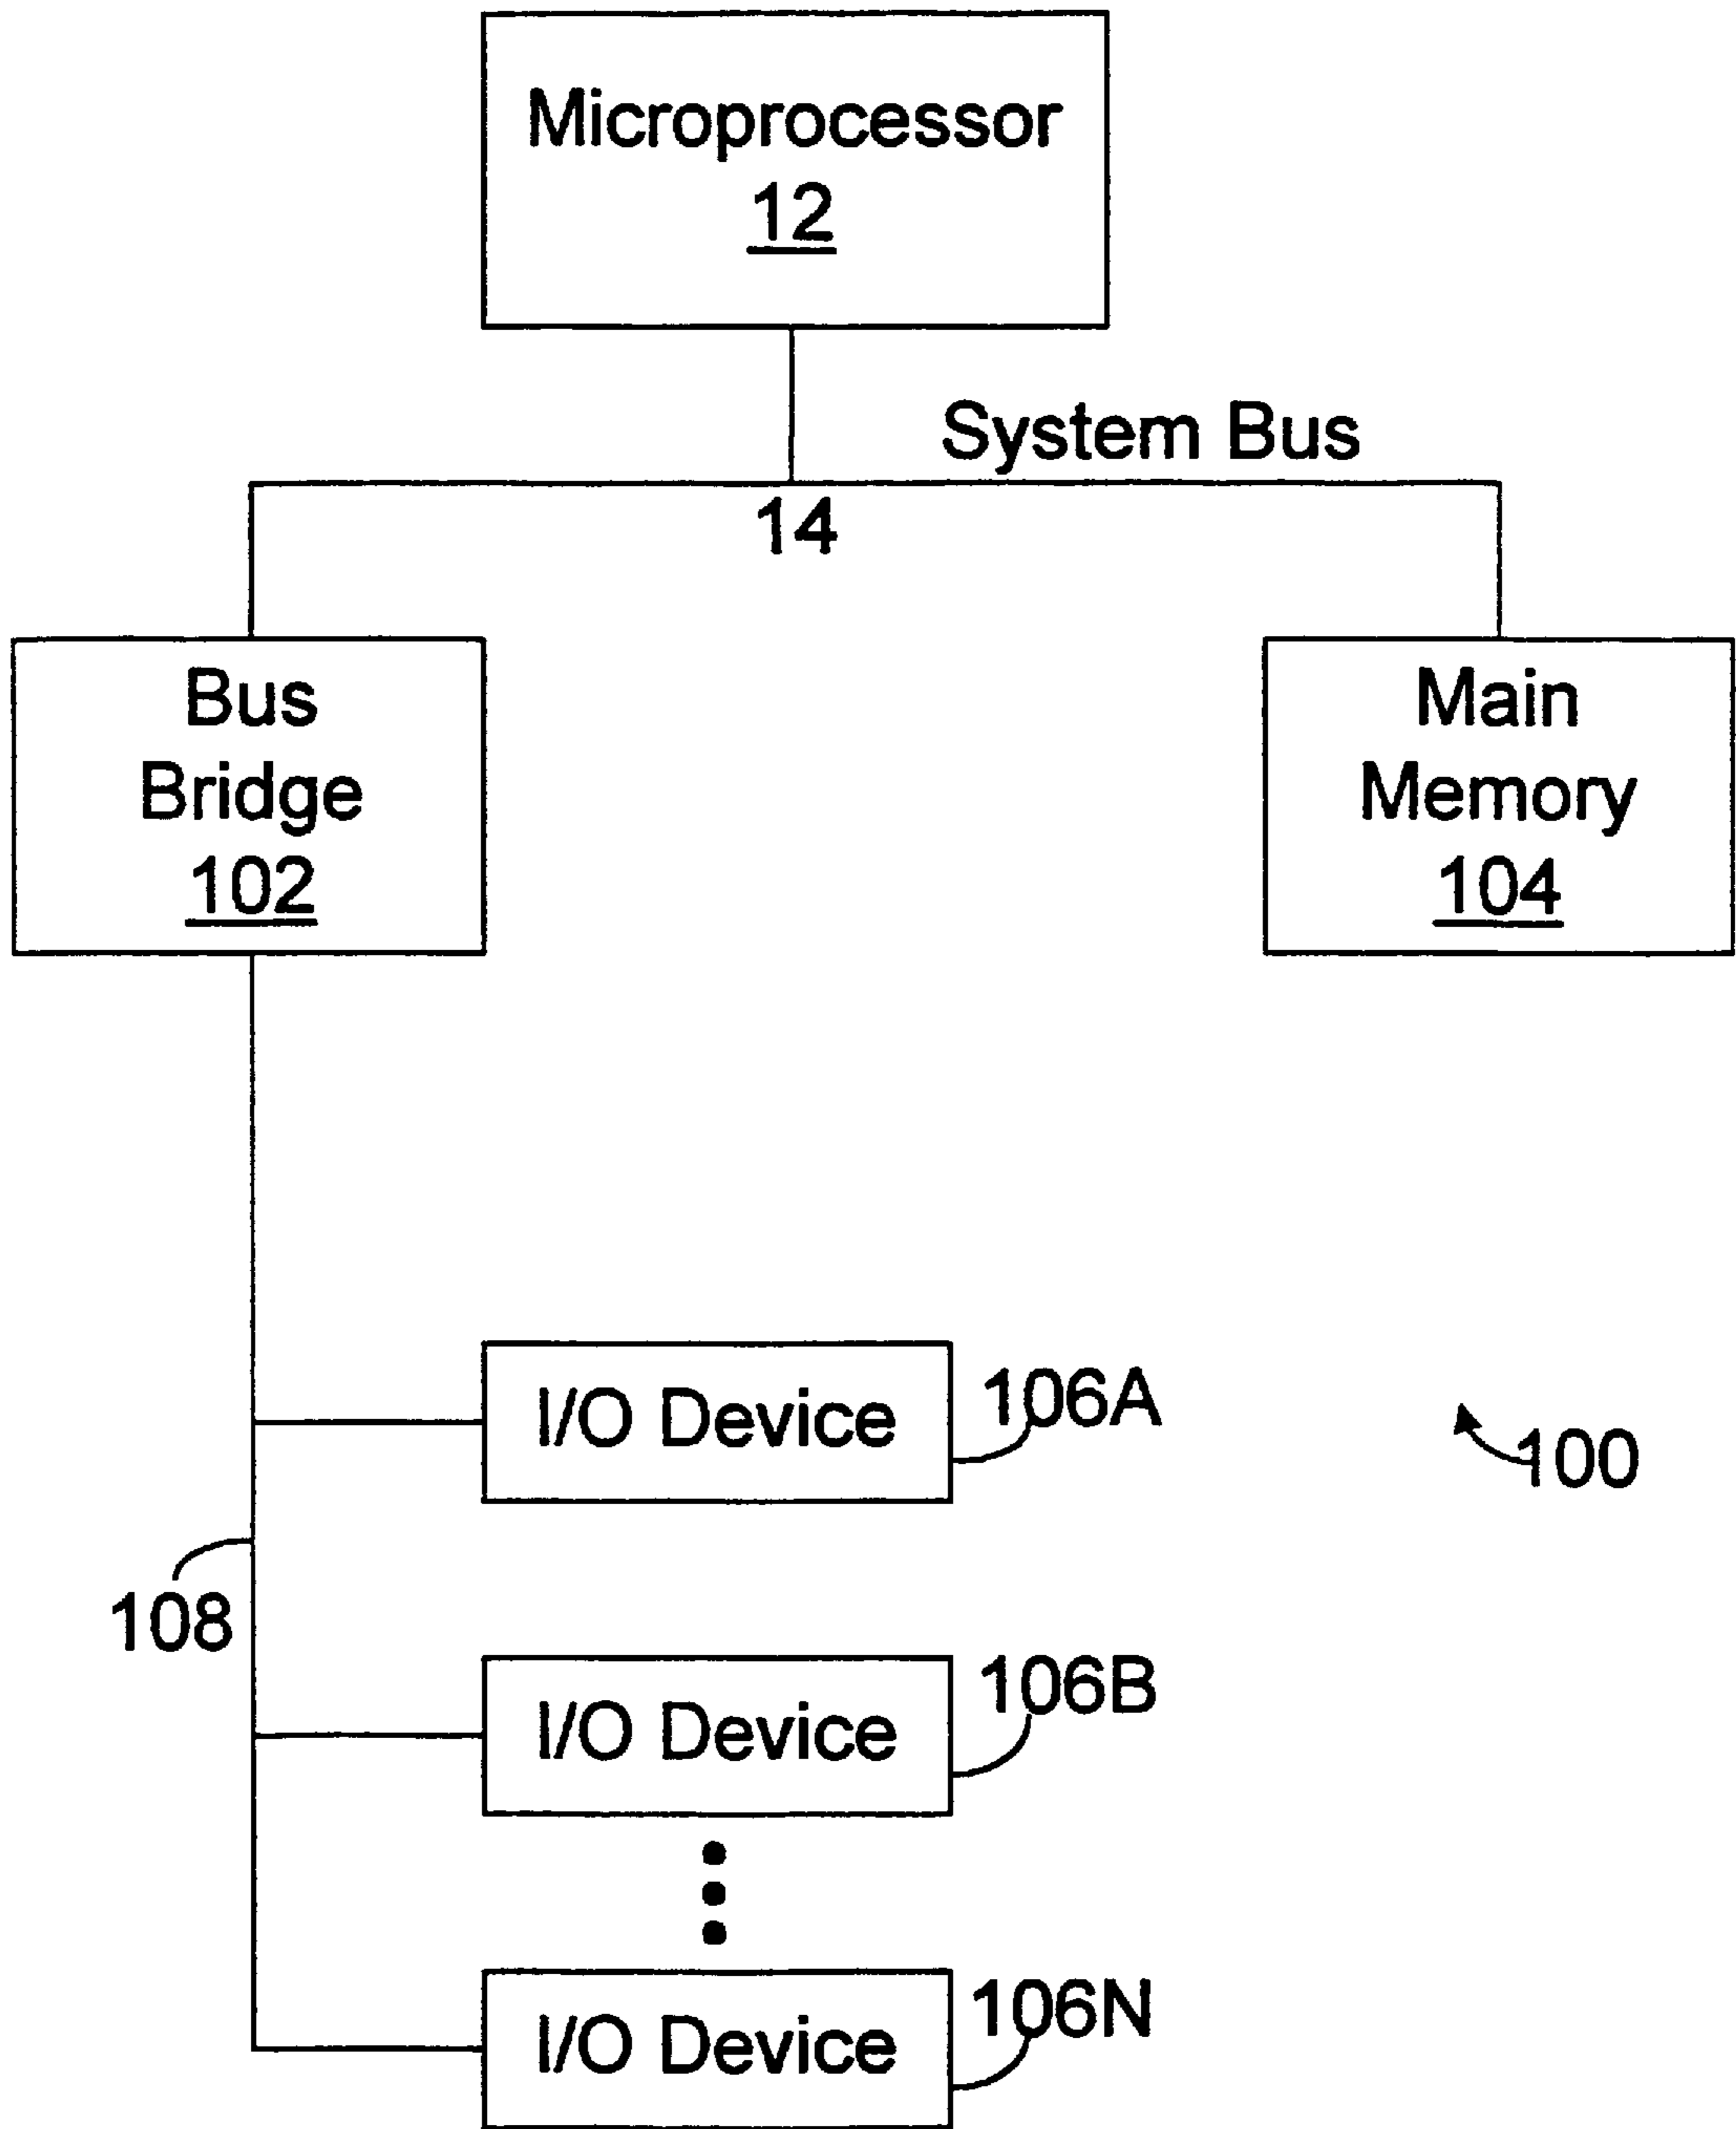 Microprocessor
12
System Bus
14
Bus
Bridge
102
Main
Memory
104
I/O Device
106A
100
108
I/O Device
106B
I/O Device
106N